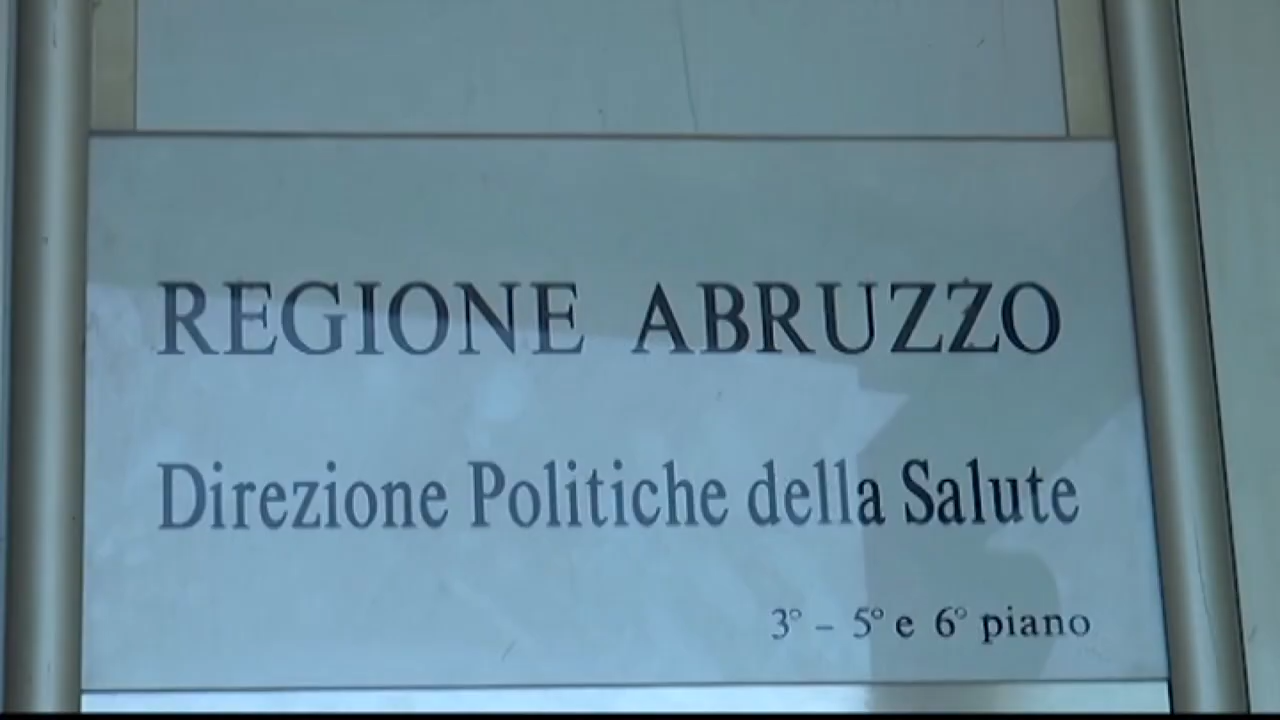 REGIONE ABRUZZO
Direzione Politiche della Salute
3° - 5° e 6° piano